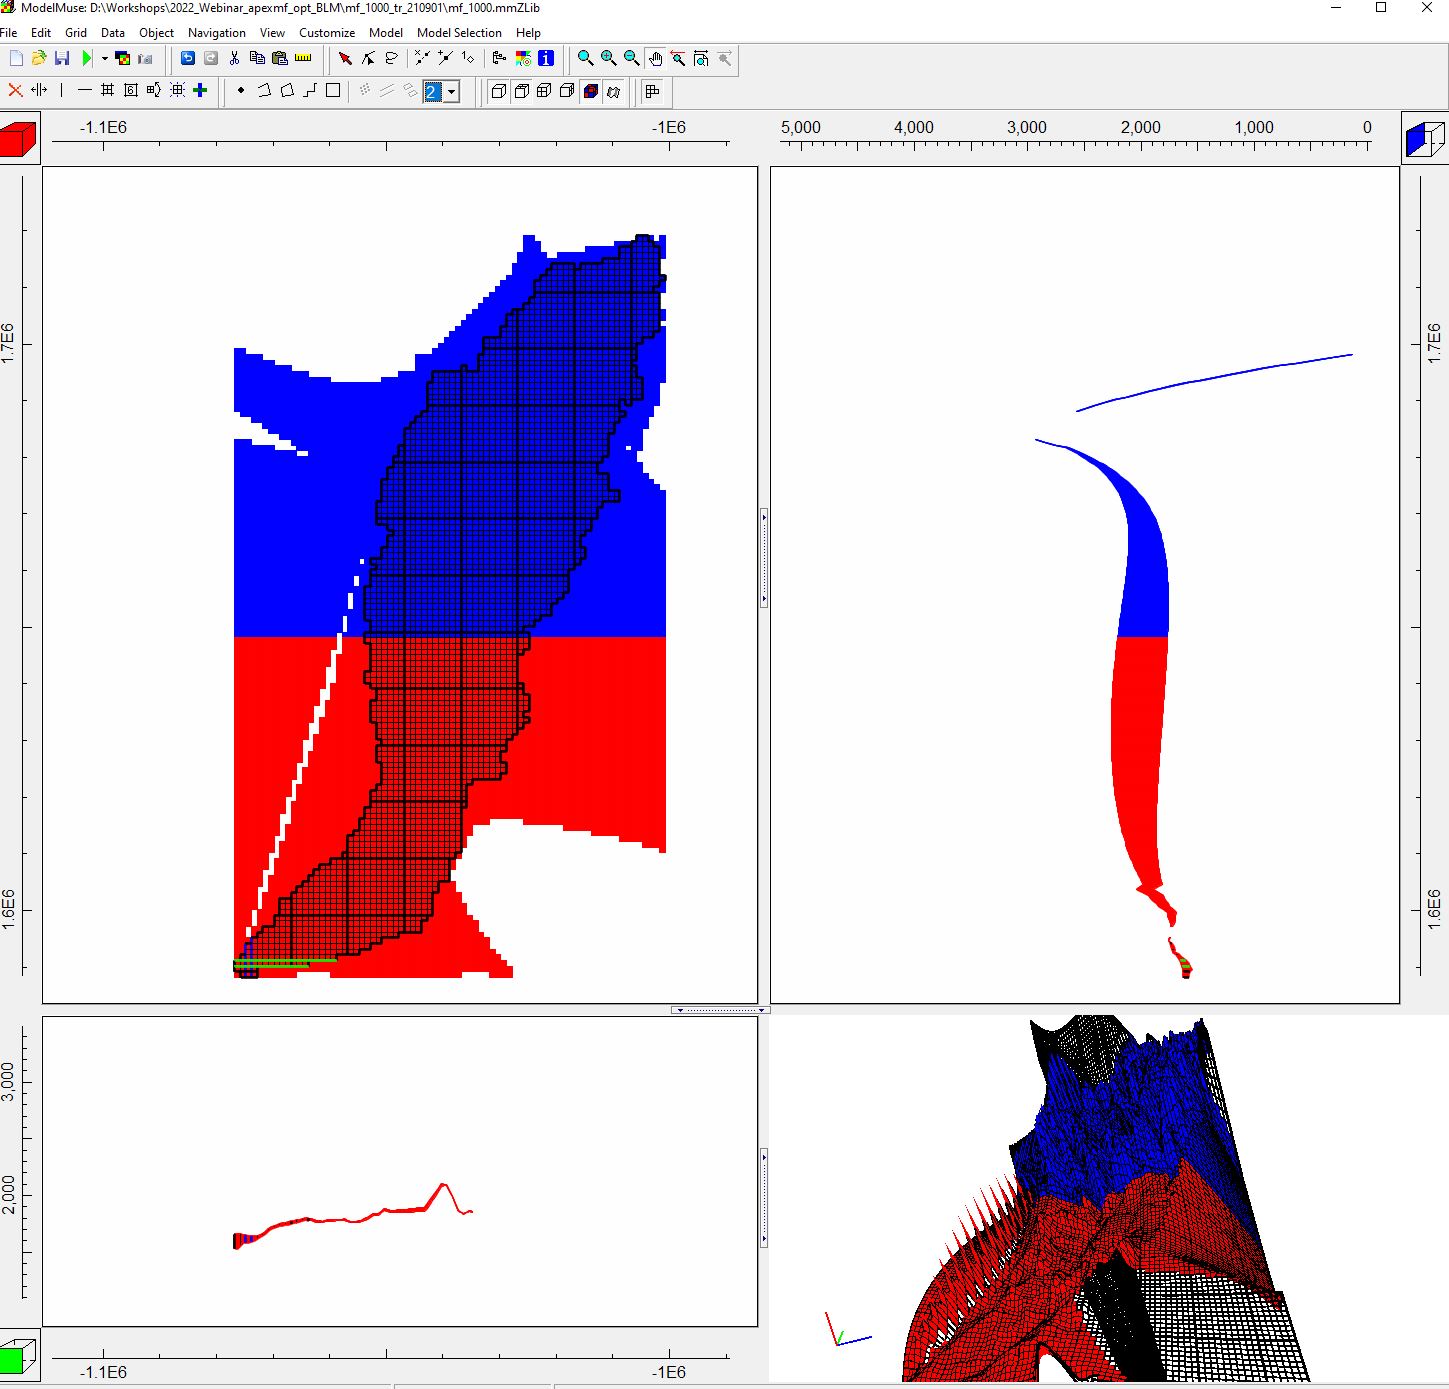 ModelMuse: D:\Workshops\2022_Webinar_apexmf_opt_BLM\mf_1000_tr_210901\mf_1000.mmZLib
File Edit Grid Data Object Navigation View Customize Model Model Selection Help
2
-1.1E6 -1E6
5,000 4,000 3,000 2,000 1,000 0
1.7E6
1.6E6
1.7E6
1.6E6
3,000
2,000
-1.1E6 -1E6